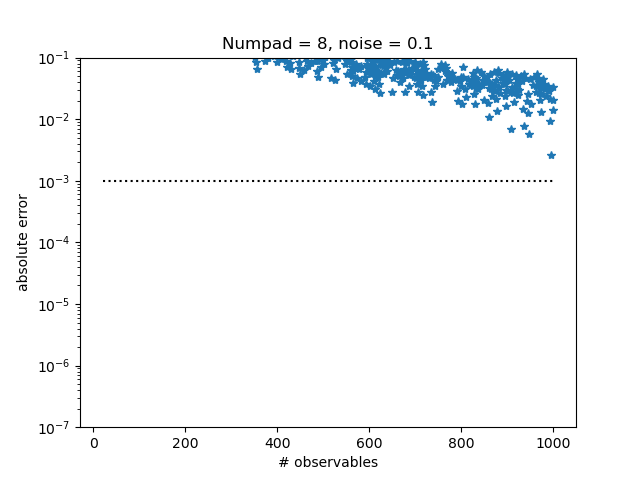 Numpad = 8, noise = 0.1
10⁻¹
10⁻²
10⁻³
10⁻⁴
10⁻⁵
10⁻⁶
10⁻⁷
absolute error
0 200 400 600 800 1000
# observables